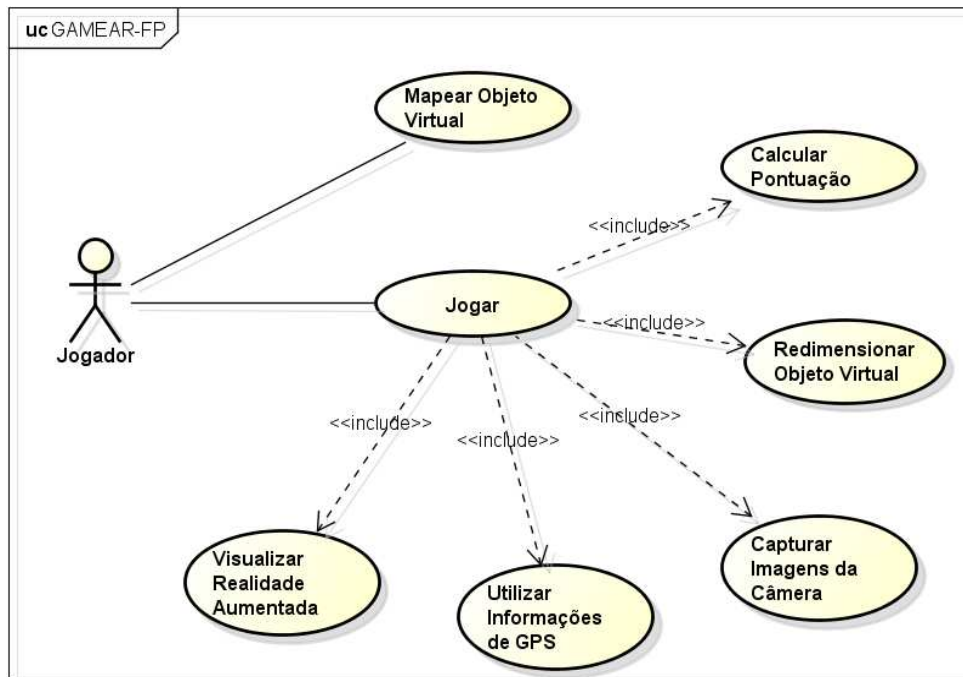 uc GAMEAR-FP
Mapear Objeto
Virtual
Calcular
Pontuação
<<include>>
Jogar
<<include>>
Redimensionar
Objeto Virtual
Jogador
<<include>>
<<include>>
<<include>>
Visualizar
Realidade
Aumentada
Utilizar
Informações
de GPS
Capturar
Imagens da
Câmera